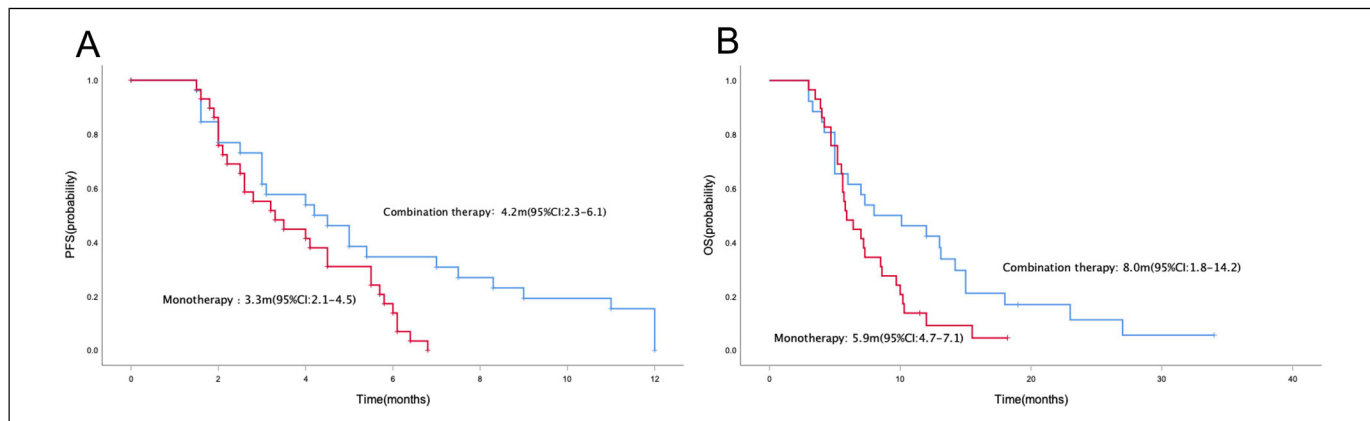 A
1.0
0.8
0.6
0.4
0.2
0.0
PFS(probability)
Combination therapy: 4.2m(95%CI:2.3-6.1)
Monotherapy : 3.3m(95%CI:2.1-4.5)
0 2 4 6 8 10 12
Time(months)
B
1.0
0.8
0.6
0.4
0.2
0.0
OS(probability)
Combination therapy: 8.0m(95%CI:1.8-14.2)
Monotherapy: 5.9m(95%CI:4.7-7.1)
0 10 20 30 40
Time(months)